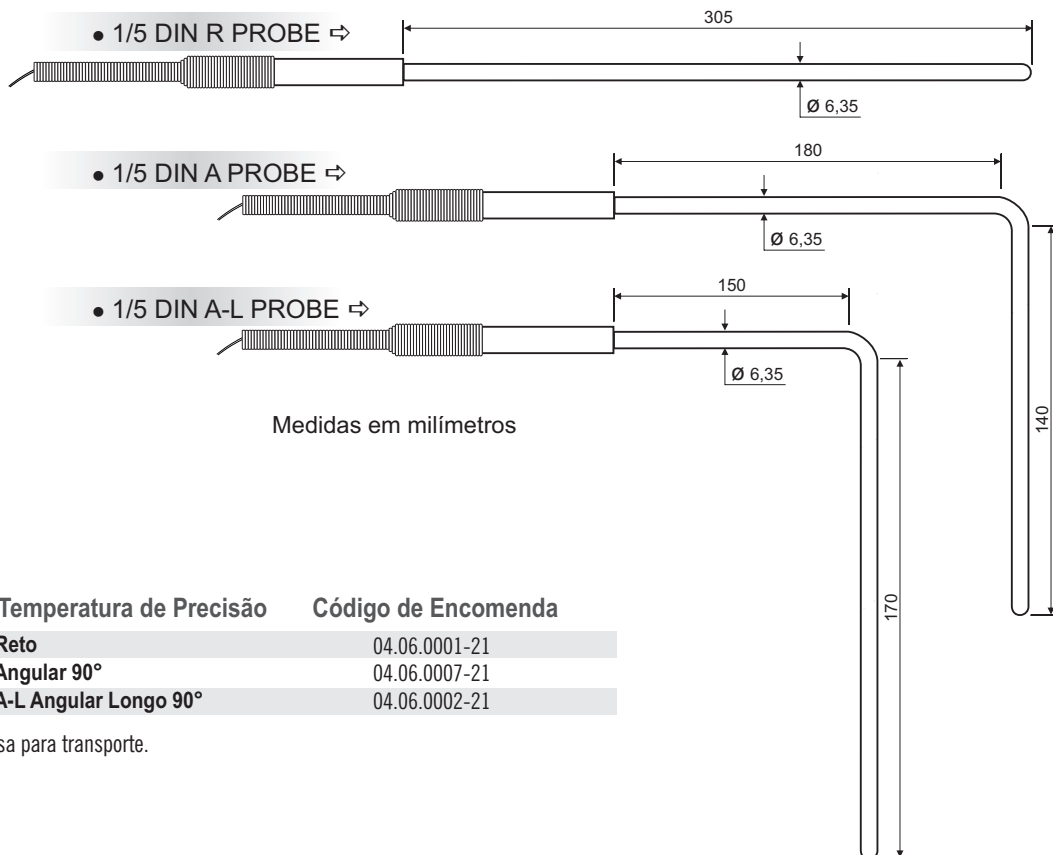 ● 1/5 DIN R PROBE ⇨
305
Ø 6,35
● 1/5 DIN A PROBE ⇨
180
Ø 6,35
140
● 1/5 DIN A-L PROBE ⇨
150
Ø 6,35
170
Medidas em milímetros
Temperatura de Precisão Código de Encomenda
Reto 04.06.0001-21
Angular 90° 04.06.0007-21
A-L Angular Longo 90° 04.06.0002-21
sa para transporte.